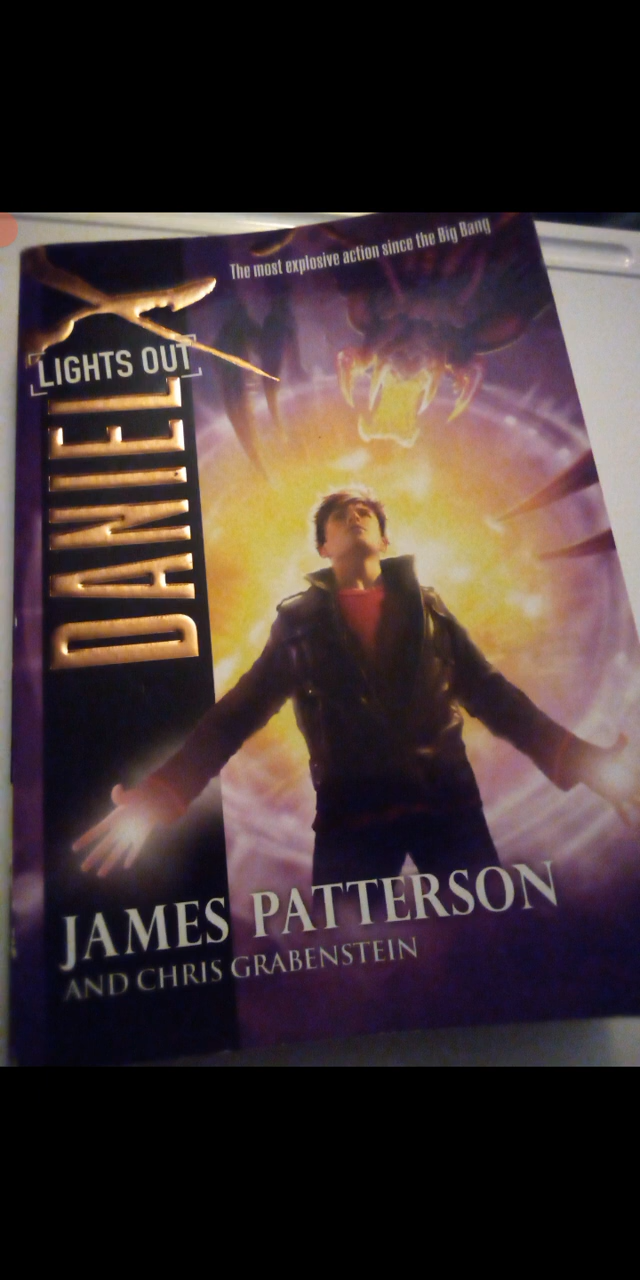 The most explosive action since the Big Bang
DANIEL X
LIGHTS OUT
JAMES PATTERSON
AND CHRIS GRABENSTEIN